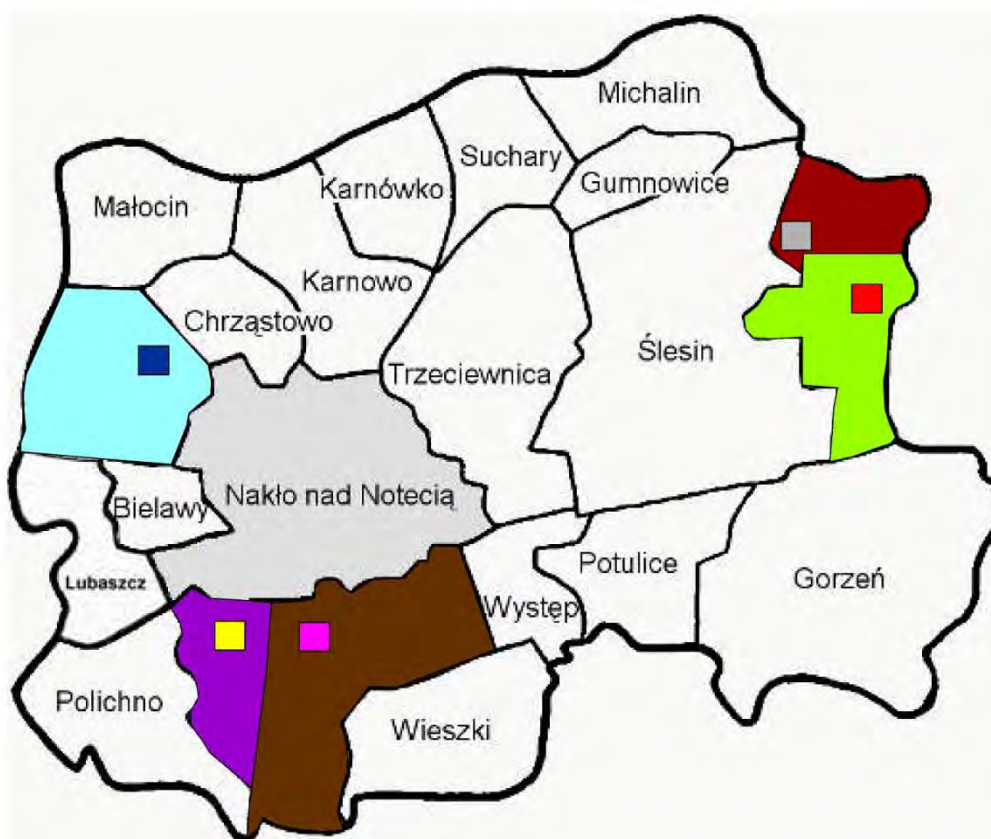 Michalin
Suchary
Karnówko
Gumnowice
Małocin
Karnowo
Chrząstowo
Ślesin
Trzeciewnica
Nakło nad Notecią
Bielawy
Potulice
Gorzeń
Lubaszcz
Występ
Polichno
Wieszki